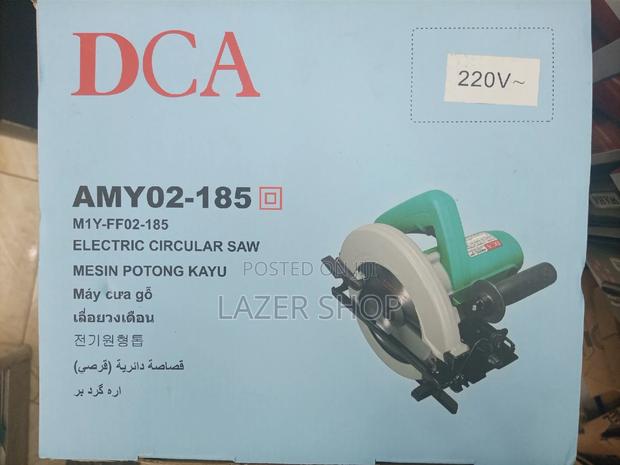 DCA
220V~
AMY02-185
M1Y-FF02-185
ELECTRIC CIRCULAR SAW
MESIN POTONG KAYU
Máy cưa gỗ
เลื่อยวงเดือน
전기원형톱
قصاصة دائرية (قرصي)
اره گرد بر
POSTED ON
LAZER SHOP
DCA